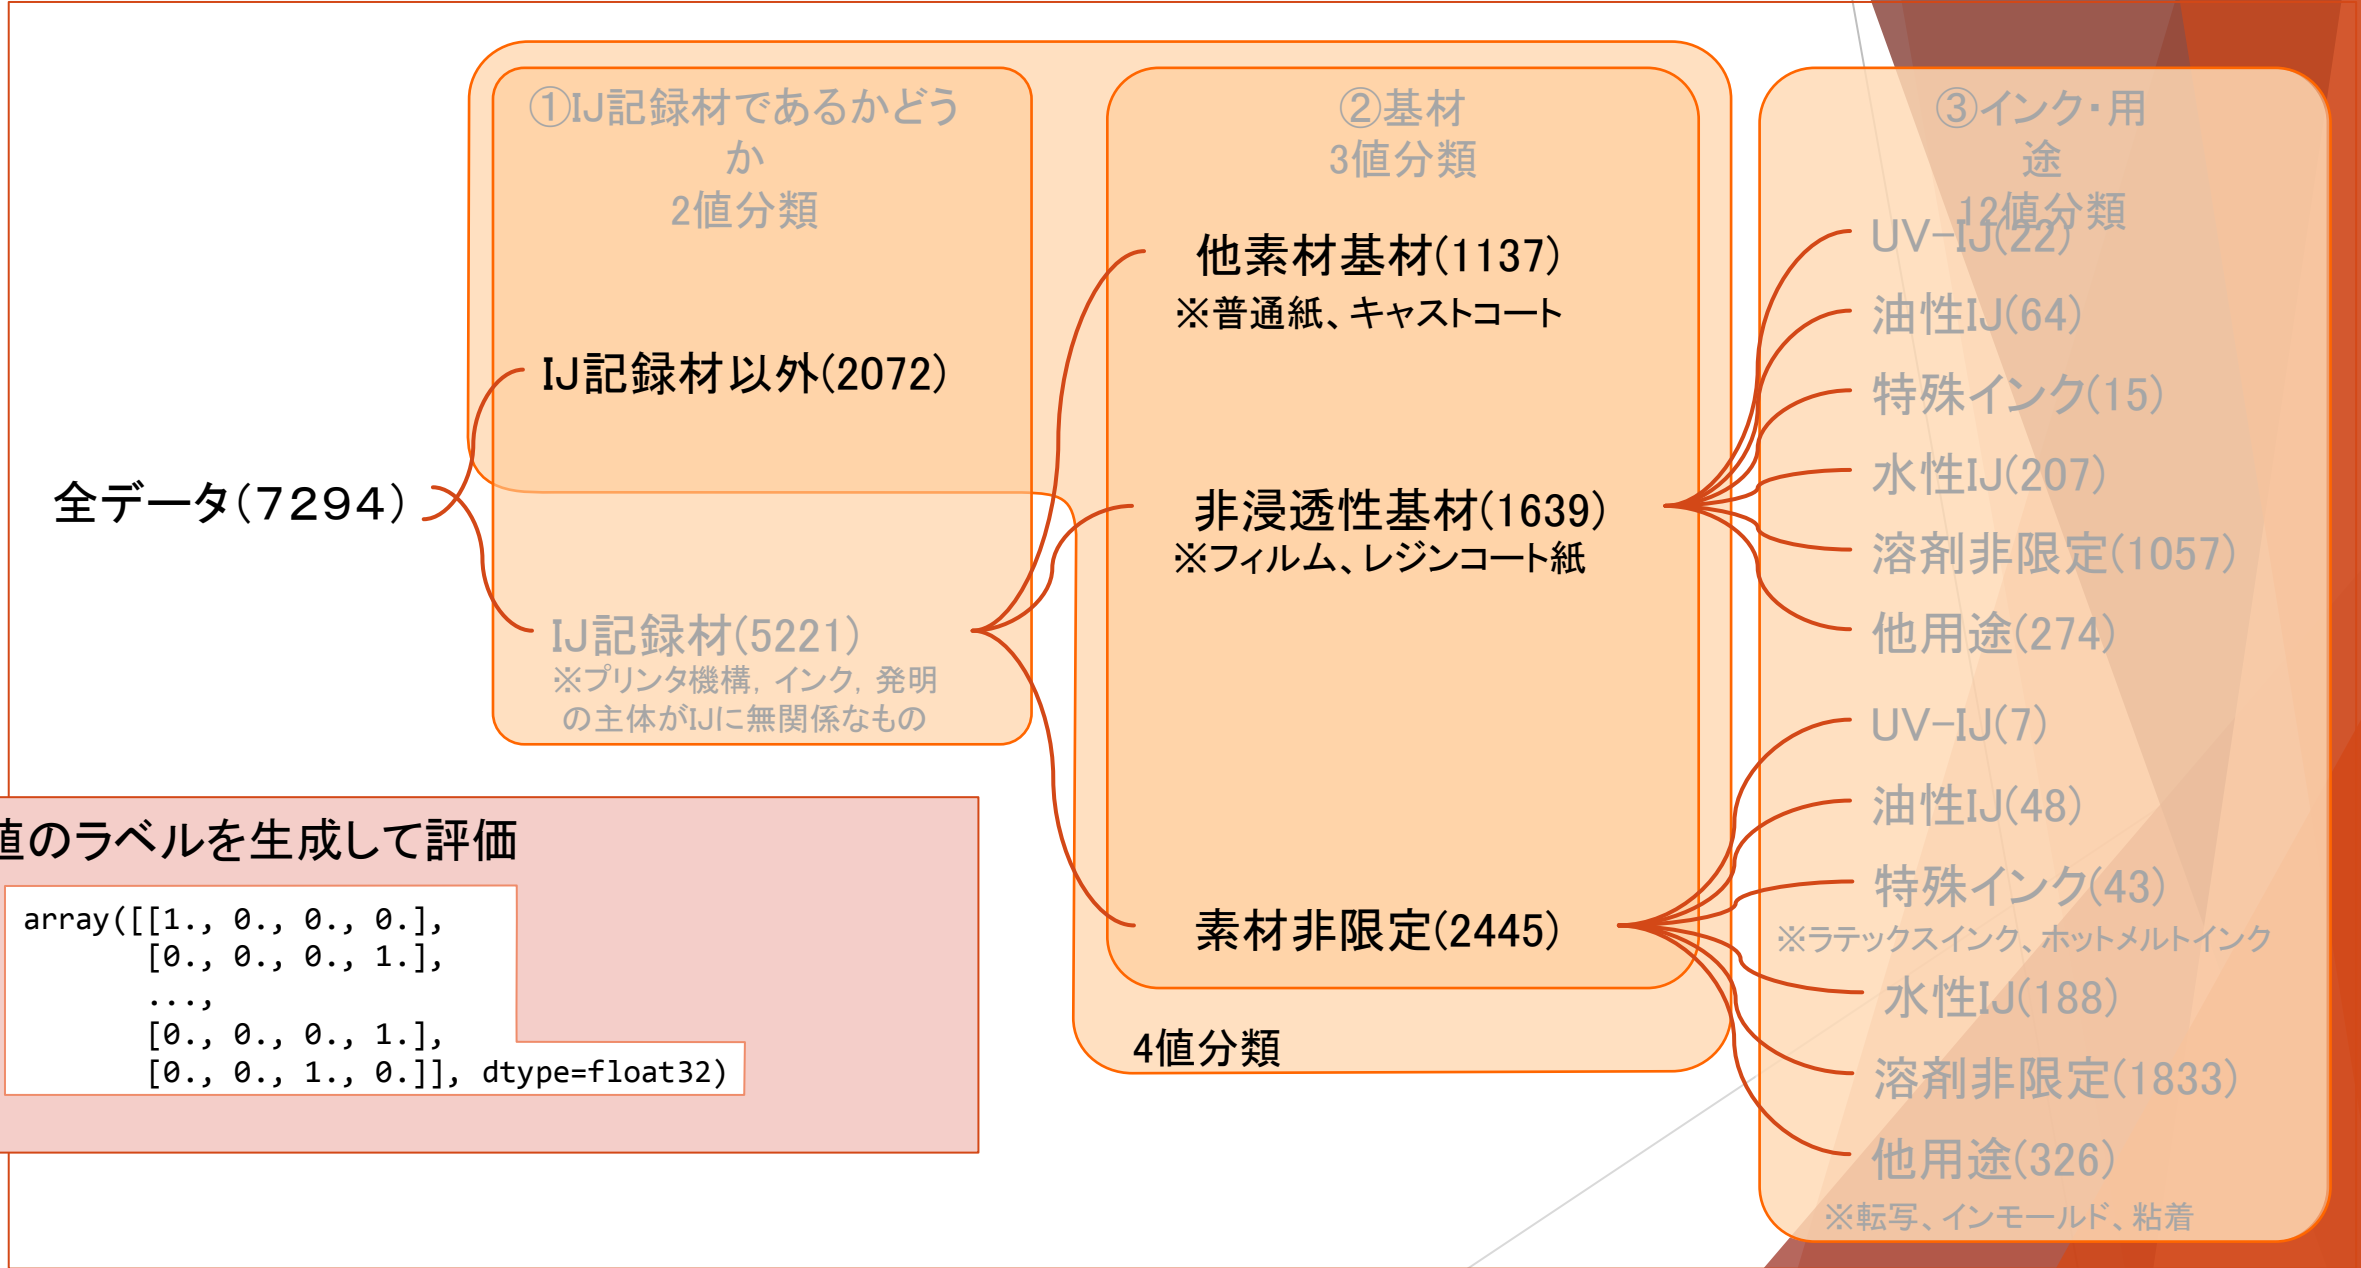 ①IJ記録材であるかどう
か
2値分類
②基材
3値分類
③インク・用
途
12値分類
全データ(7294)
IJ記録材以外(2072)
IJ記録材(5221)
※プリンタ機構, インク, 発明
の主体がIJに無関係なもの
他素材基材(1137)
※普通紙、キャストコート
非浸透性基材(1639)
※フィルム、レジンコート紙
素材非限定(2445)
4値分類
UV-IJ(22)
油性IJ(64)
特殊インク(15)
水性IJ(207)
溶剤非限定(1057)
他用途(274)
UV-IJ(7)
油性IJ(48)
特殊インク(43)
※ラテックスインク、ホットメルトインク
水性IJ(188)
溶剤非限定(1833)
他用途(326)
※転写、インモールド、粘着
値のラベルを生成して評価
array([[1., 0., 0., 0.],
[0., 0., 0., 1.],
...,
[0., 0., 0., 1.],
[0., 0., 1., 0.]], dtype=float32)